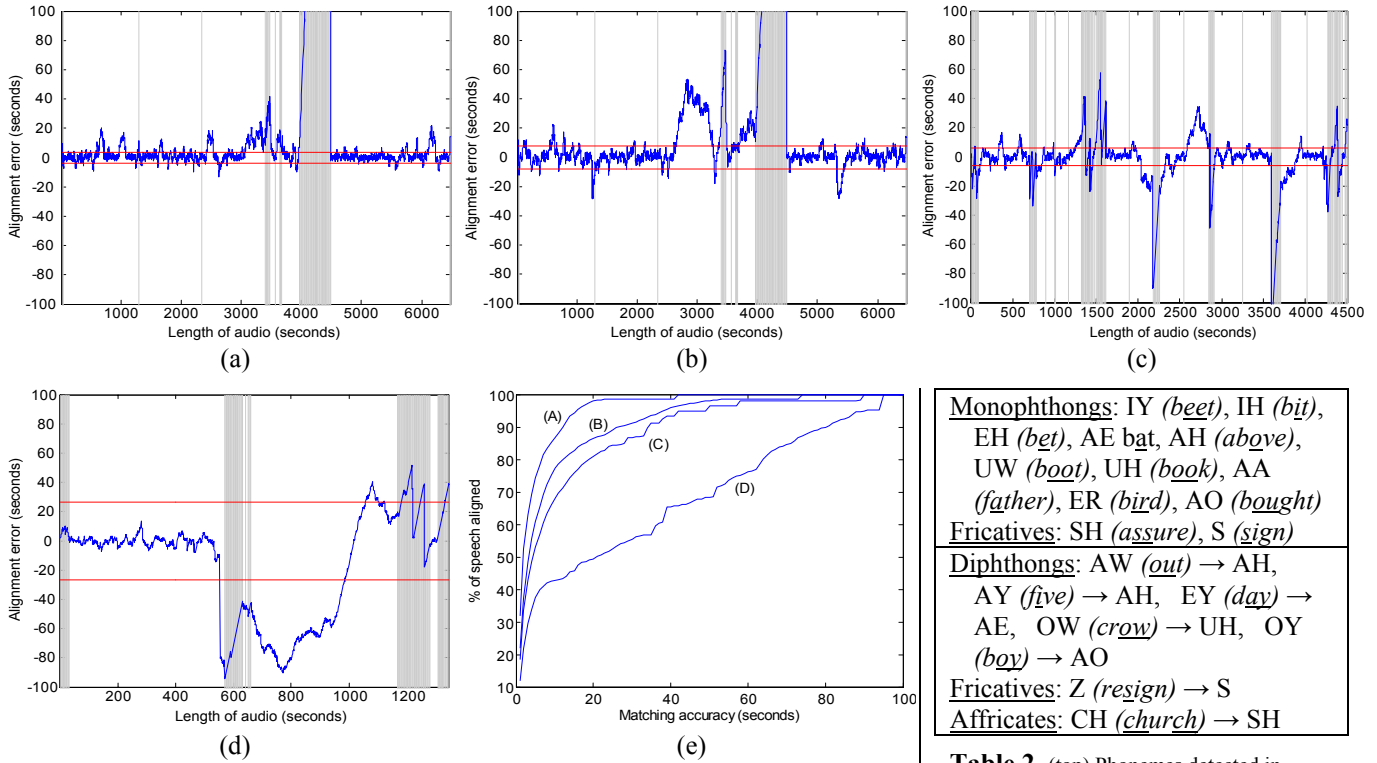 100
80
60
40
20
0
-20
-40
-60
-80
-100
Alignment error (seconds)
1000 2000 3000 4000 5000 6000
Length of audio (seconds)
(a)
100
80
60
40
20
0
-20
-40
-60
-80
-100
Alignment error (seconds)
1000 2000 3000 4000 5000 6000
Length of audio (seconds)
(b)
100
80
60
40
20
0
-20
-40
-60
-80
-100
Alignment error (seconds)
0 500 1000 1500 2000 2500 3000 3500 4000 4500
Length of audio (seconds)
(c)
100
80
60
40
20
0
-20
-40
-60
-80
-100
Alignment error (seconds)
200 400 600 800 1000 1200
Length of audio (seconds)
(d)
100
90
80
70
60
50
40
30
20
10
% of speech aligned
(A)
(B)
(C)
(D)
0 20 40 60 80 100
Matching accuracy (seconds)
(e)
Monophthongs: IY (beet), IH (bit),
EH (bet), AE bat, AH (above),
UW (boot), UH (book), AA
(father), ER (bird), AO (bought)
Fricatives: SH (assure), S (sign)
Diphthongs: AW (out) → AH,
AY (five) → AH, EY (day) →
AE, OW (crow) → UH, OY
(boy) → AO
Fricatives: Z (resign) → S
Affricates: CH (church) → SH
Table 2. (top) Phonemes detected in